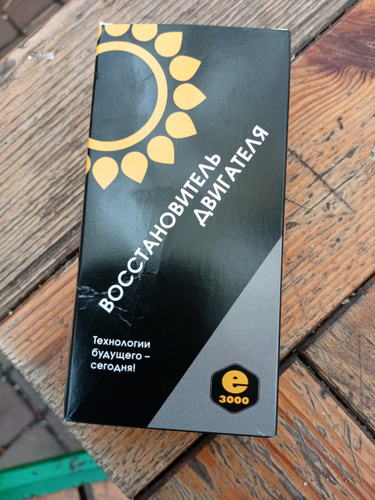 ВОССТАНОВИТЕЛЬ
ДВИГАТЕЛЯ
Технологии
будущего –
сегодня!
e
3000